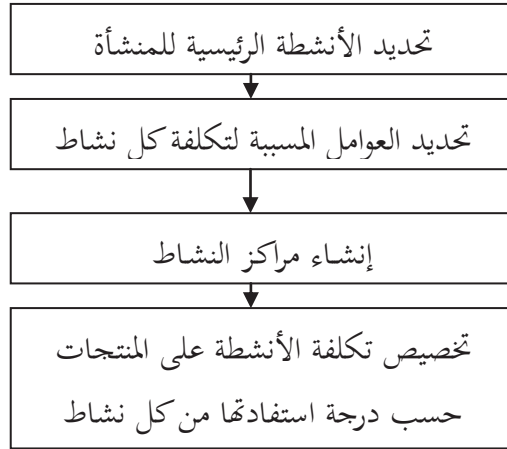 تحديد الأنشطة الرئيسية للمنشأة
تحديد العوامل المسببة لتكلفة كل نشاط
إنشاء مراكز النشاط
تخصيص تكلفة الأنشطة على المنتجات
حسب درجة استفادتها من كل نشاط